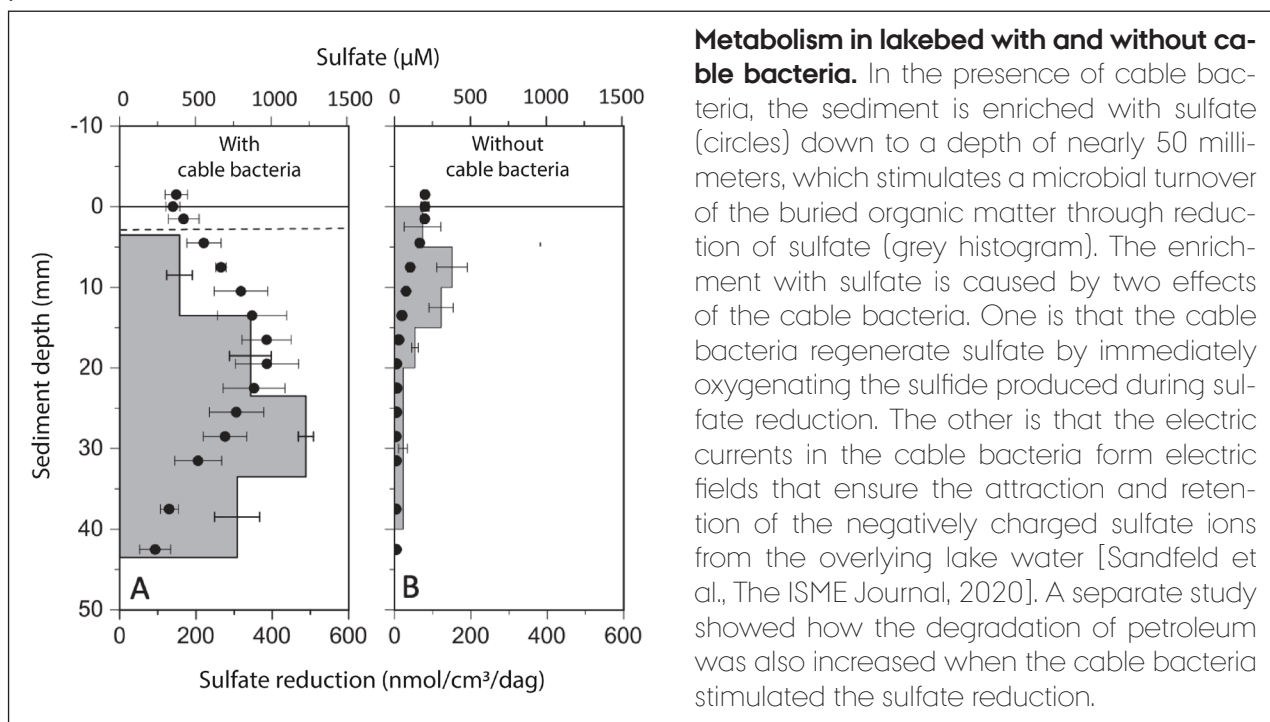 Sulfate (µM)
0 500 1000 1500
0 500 1000 1500
-10
0
10
20
30
40
50
With
cable bacteria
Without
cable bacteria
A
B
Sediment depth (mm)
0 200 400 600
0 200 400 600
Sulfate reduction (nmol/cm³/dag)
Metabolism in lakebed with and without ca-
ble bacteria. In the presence of cable bac-
teria, the sediment is enriched with sulfate
(circles) down to a depth of nearly 50 milli-
meters, which stimulates a microbial turnover
of the buried organic matter through reduc-
tion of sulfate (grey histogram). The enrich-
ment with sulfate is caused by two effects
of the cable bacteria. One is that the cable
bacteria regenerate sulfate by immediately
oxygenating the sulfide produced during sul-
fate reduction. The other is that the electric
currents in the cable bacteria form electric
fields that ensure the attraction and reten-
tion of the negatively charged sulfate ions
from the overlying lake water [Sandfeld et
al., The ISME Journal, 2020]. A separate study
showed how the degradation of petroleum
was also increased when the cable bacteria
stimulated the sulfate reduction.